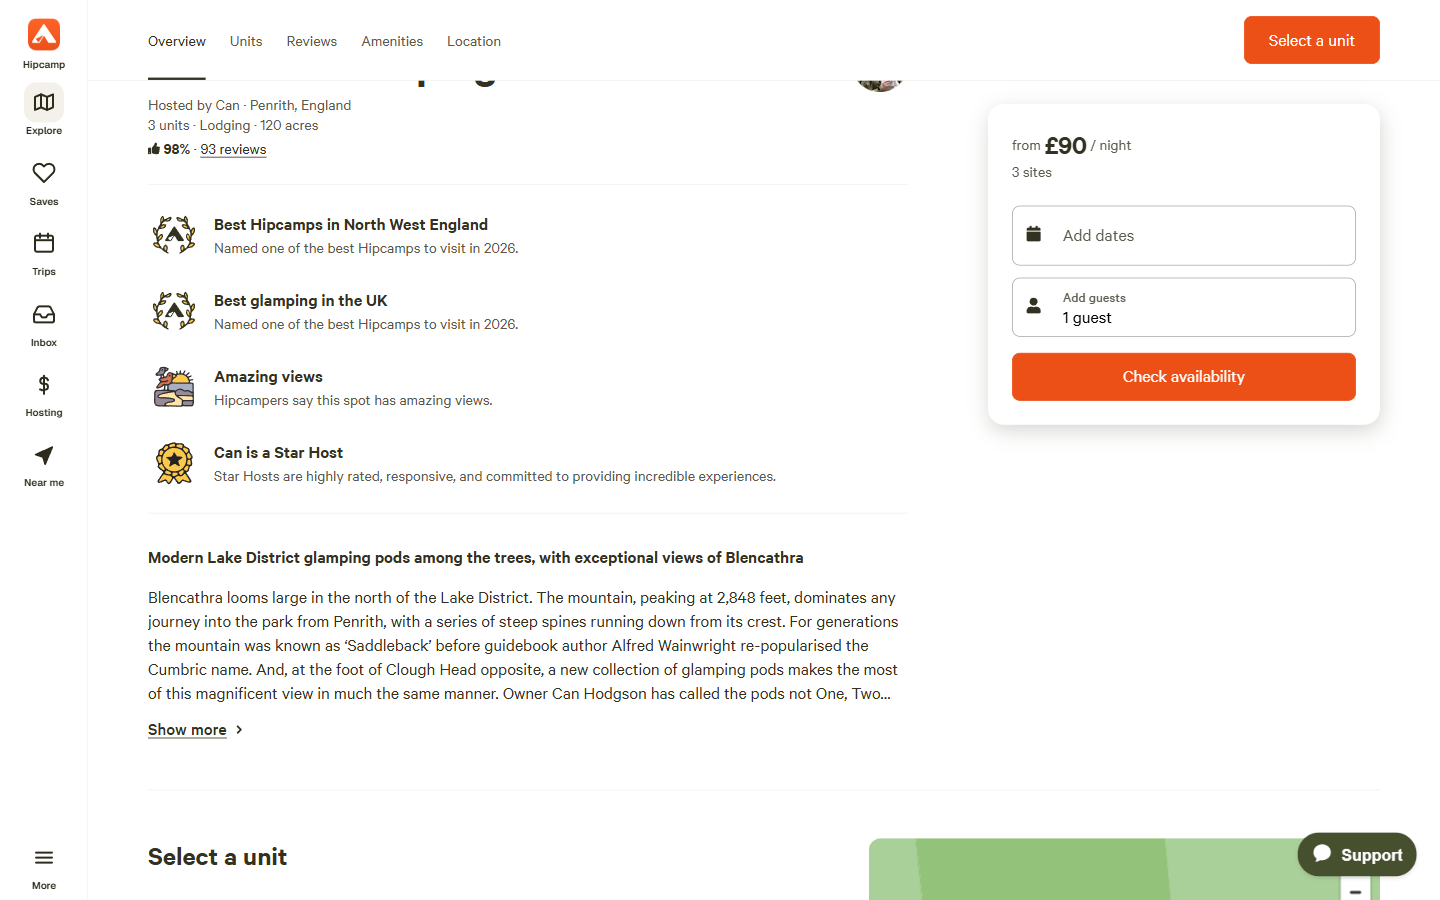 Hipcamp
Explore
Saves
Trips
Inbox
Hosting
Near me
More
Overview
Units
Reviews
Amenities
Location
Select a unit
Hosted by Can · Penrith, England
3 units · Lodging · 120 acres
98% · 93 reviews
Best Hipcamps in North West England
Named one of the best Hipcamps to visit in 2026.
Best glamping in the UK
Named one of the best Hipcamps to visit in 2026.
Amazing views
Hipcampers say this spot has amazing views.
Can is a Star Host
Star Hosts are highly rated, responsive, and committed to providing incredible experiences.
Modern Lake District glamping pods among the trees, with exceptional views of Blencathra
Blencathra looms large in the north of the Lake District. The mountain, peaking at 2,848 feet, dominates any
journey into the park from Penrith, with a series of steep spines running down from its crest. For generations
the mountain was known as ‘Saddleback’ before guidebook author Alfred Wainwright re-popularised the
Cumbric name. And, at the foot of Clough Head opposite, a new collection of glamping pods makes the most
of this magnificent view in much the same manner. Owner Can Hodgson has called the pods not One, Two...
Show more
Select a unit
from £90 / night
3 sites
Add dates
Add guests
1 guest
Check availability
Support